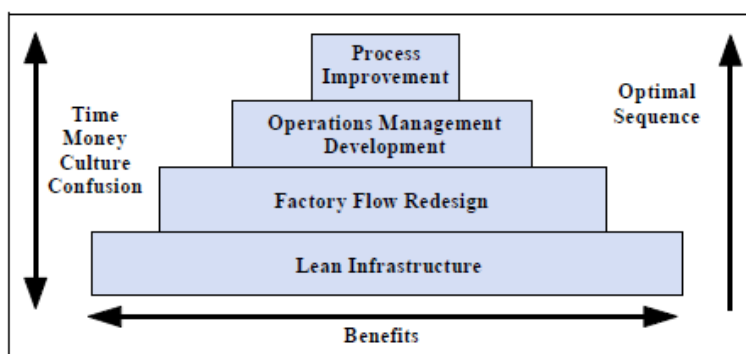 Process
Improvement
Operations Management
Development
Factory Flow Redesign
Lean Infrastructure
Time
Money
Culture
Confusion
Optimal
Sequence
Benefits